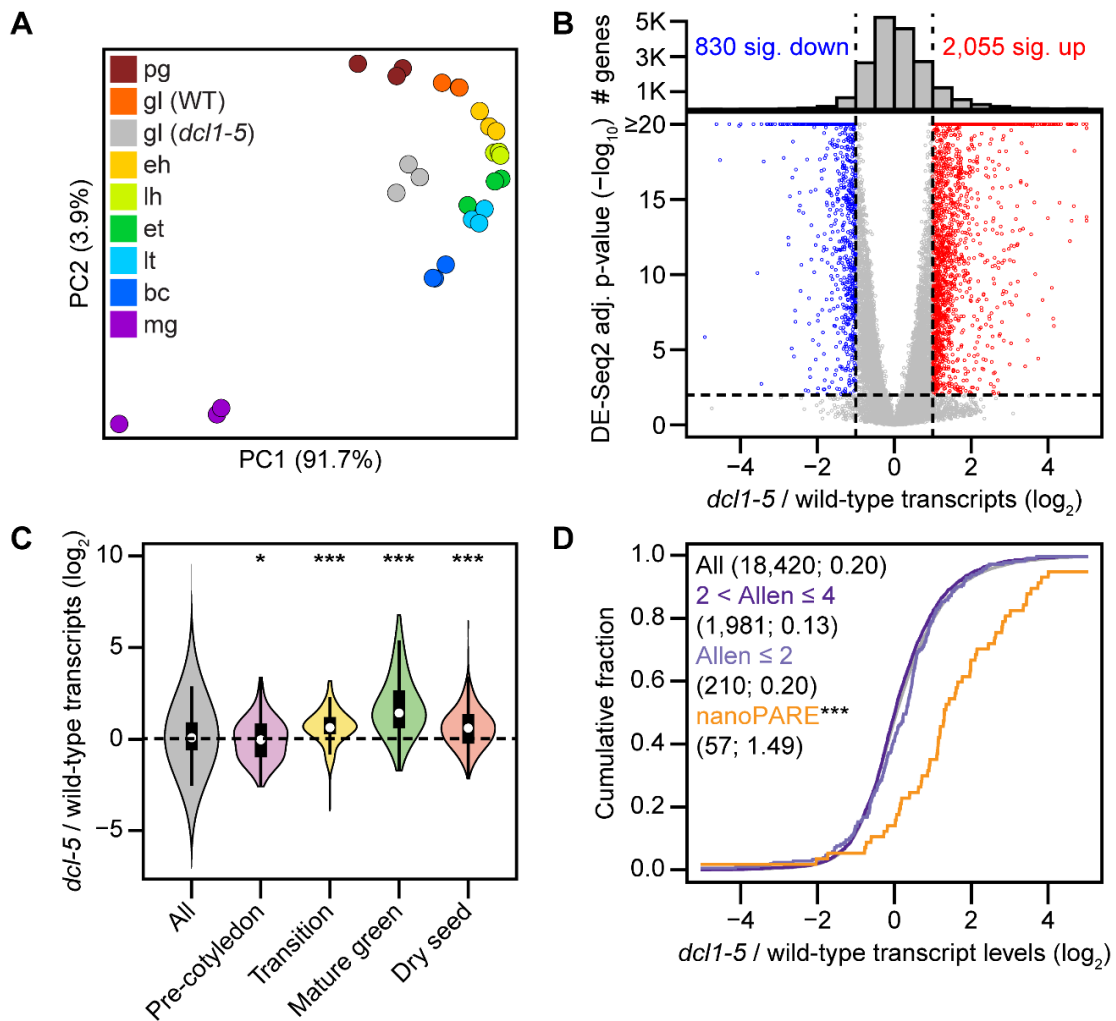 A
pg
gl (WT)
gl (dcl1-5)
eh
lh
et
lt
bc
mg
PC2 (3.9%)
PC1 (91.7%)
B
830 sig. down
2,055 sig. up
# genes
5K
3K
1K
DE-Seq2 adj. p-value (−log10)
≥20
15
10
5
0
−4
−2
0
2
4
dcl1-5 / wild-type transcripts (log2)
C
dcl-5 / wild-type transcripts (log2)
10
5
0
−5
*
***
***
***
All
Pre-cotyledon
Transition
Mature green
Dry seed
D
Cumulative fraction
1.0
0.8
0.6
0.4
0.2
0.0
All (18,420; 0.20)
2 < Allen ≤ 4
(1,981; 0.13)
Allen ≤ 2
(210; 0.20)
nanoPARE***
(57; 1.49)
−4
−2
0
2
4
dcl1-5 / wild-type transcript levels (log2)